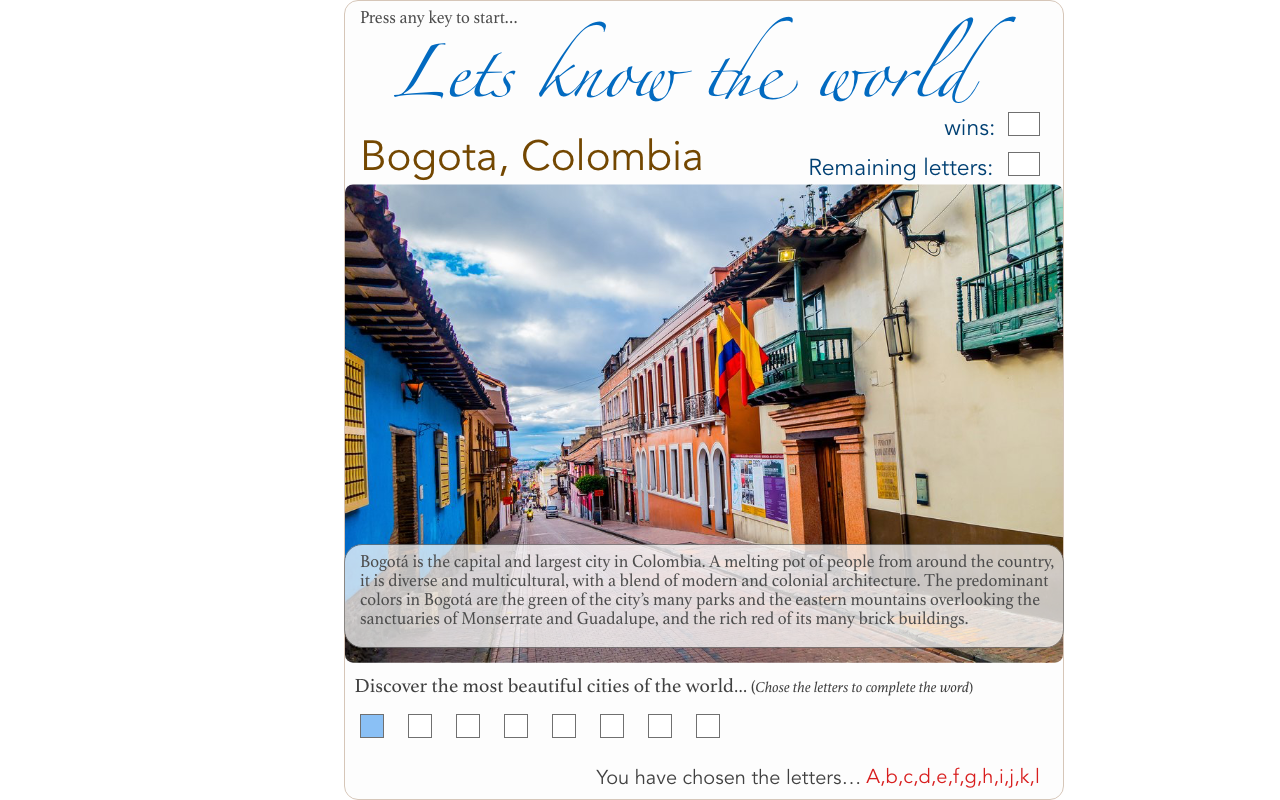 Press any key to start...
Lets know the world
wins:
Bogota, Colombia
Remaining letters:
Bogotá is the capital and largest city in Colombia. A melting pot of people from around the country,
it is diverse and multicultural, with a blend of modern and colonial architecture. The predominant
colors in Bogotá are the green of the city's many parks and the eastern mountains overlooking the
sanctuaries of Monserrate and Guadalupe, and the rich red of its many brick buildings.
Discover the most beautiful cities of the world... (Chose the letters to complete the word)
You have chosen the letters... A,b,c,d,e,f,g,h,i,j,k,l